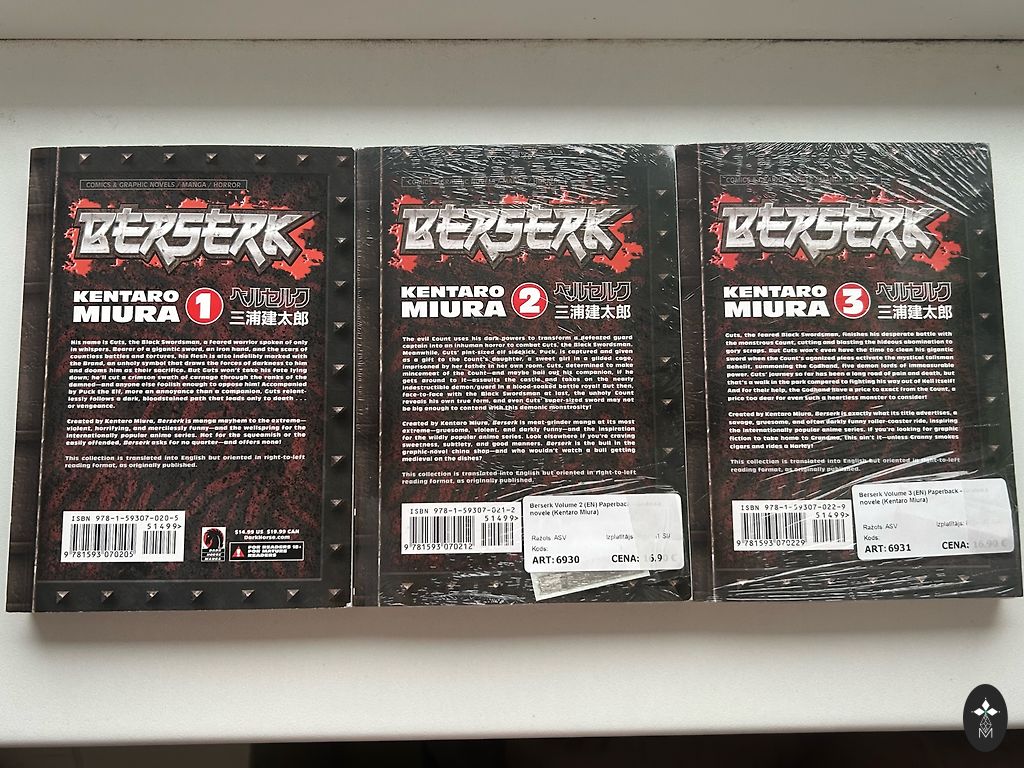 COMICS & GRAPHIC NOVELS / MANGA / HORROR
BERSERK
KENTARO
MIURA
1
ベルセルク
三浦建太郎
His name is Guts, the Black Swordsman, a feared warrior spoken of only
in whispers. Bearer of a gigantic sword, an iron hand, and the scars of
countless battles and tortures, his flesh is also indelibly marked with
the Brand, an unholy symbol that draws the forces of darkness to him
and dooms him as their sacrifice. But Guts won't take his fate lying
down; he'll cut a crimson swath of carnage through the ranks of the
damned—and anyone else foolish enough to oppose him! Accompanied
by Puck the Elf, more an annoyance than a companion, Guts relent-
lessly follows a dark, bloodstained path that leads only to death . . .
or vengeance.
Created by Kentaro Miura, Berserk is manga mayhem to the extreme—
violent, horrifying, and mercilessly funny—and the wellspring for the
internationally popular anime series. Not for the squeamish or the
easily offended, Berserk asks for no quarter—and offers none!
This collection is translated into English but oriented in right-to-left
reading format, as originally published.
ISBN 978-1-59307-020-5
51499>
9 781593 070205
DARK HORSE MANGA
$14.99 US $19.99 CAN
DarkHorse.com
FOR READERS 18+
FOR MATURE
READERS
BERSERK
KENTARO
MIURA
2
ベルセルク
三浦建太郎
The evil Count uses his dark powers to transform a defeated guard
captain into an inhuman horror to combat Guts, the Black Swordsman.
Meanwhile, Guts' pint-sized elf sidekick, Puck, is captured and given
as a gift to the Count's daughter, a sweet girl in a gilded cage,
imprisoned by her father in her own room. Guts, determined to make
mincemeat of the Count—and maybe bail out his companion, if he
gets around to it—assaults the castle and takes on the nearly
indestructible demon/guard in a blood-soaked battle royal! But then,
face-to-face with the Black Swordsman at last, the unholy Count
reveals his own true form, and even Guts' super-sized sword may not
be big enough to contend with this demonic monstrosity!
Created by Kentaro Miura, Berserk is meat-grinder manga at its most
extreme—gruesome, violent, and darkly funny—and the inspiration
for the wildly popular anime series. Look elsewhere if you're craving
sweetness, subtlety, and good manners. Berserk is the bull in the
graphic-novel china shop—and who wouldn't watch a bull getting
medieval on the dishes?
This collection is translated into English but oriented in right-to-left
reading format, as originally published.
ISBN 978-1-59307-021-2
51499>
9 781593 070212
Berserk Volume 2 (EN) Paperback
novele (Kentaro Miura)
Ražots: ASV
Izplatītājs
Kods:
ART: 6930
CENA: 16.90 €
COMICS & GRAPHIC NOVELS / MANGA / HORROR
BERSERK
KENTARO
MIURA
3
ベルセルク
三浦建太郎
Guts, the feared Black Swordsman, finishes his desperate battle with
the monstrous Count, cutting and blasting the hideous abomination to
gory scraps. But Guts won't even have the time to clean his gigantic
sword when the Count's agonized pleas activate the mystical talisman
Behelit, summoning the Godhand, five demon lords of immeasurable
power. Guts' journey so far has been a long road of pain and death, but
that's a walk in the park compared to fighting his way out of Hell itself!
And for their help, the Godhand have a price to exact from the Count, a
price too dear for even such a heartless monster to consider!
Created by Kentaro Miura, Berserk is exactly what its title advertises, a
savage, gruesome, and often darkly funny roller-coaster ride, inspiring
the internationally popular anime series. If you're looking for graphic
fiction to take home to Grandma, this ain't it—unless Granny smokes
cigars and rides a Harley!
This collection is translated into English but oriented in right-to-left
reading format, as originally published.
ISBN 978-1-59307-022-9
51499>
9 781593 070229
Berserk Volume 3 (EN) Paperback -
novele (Kentaro Miura)
Ražots: ASV
Izplatītājs:
Kods:
ART: 6931
CENA: 16.90 €
M